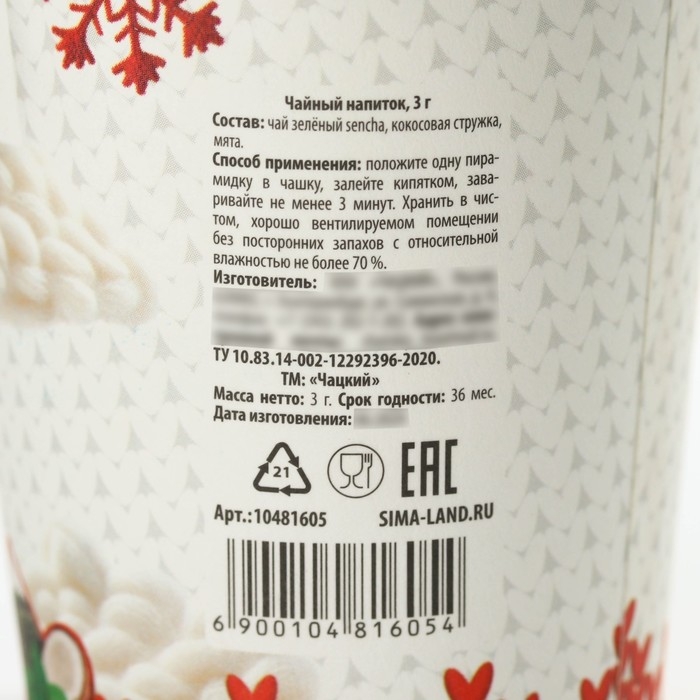 Чайный напиток, 3 г
Состав: чай зелёный sencha, кокосовая стружка,
мята.
Способ применения: положите одну пира-
мидку в чашку, залейте кипятком, зава-
ривайте не менее 3 минут. Хранить в чис-
том, хорошо вентилируемом помещении
без посторонних запахов с относительной
влажностью не более 70 %.
Изготовитель:
ТУ 10.83.14-002-12292396-2020.
ТМ: «Чацкий»
Масса нетто: 3 г. Срок годности: 36 мес.
Дата изготовления:
21
EAC
Арт.:10481605 SIMA-LAND.RU
6 900104 816054